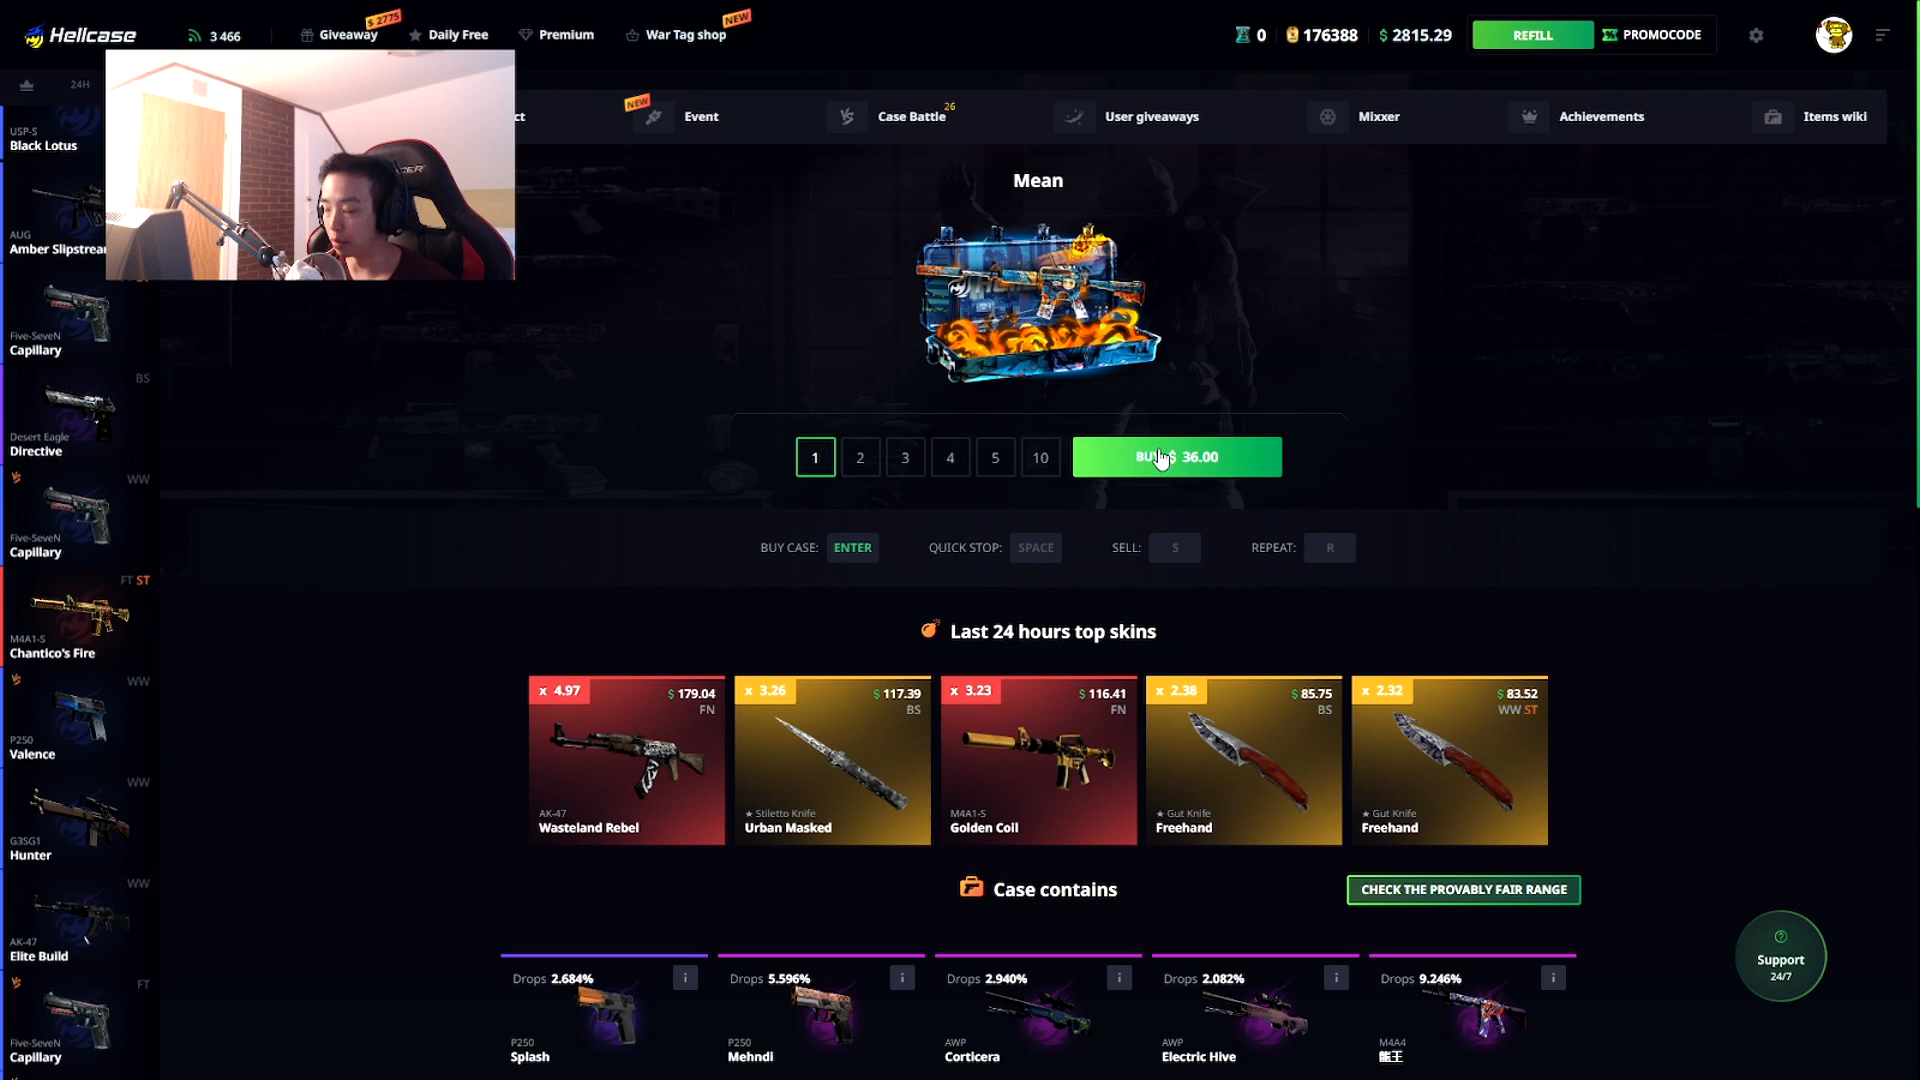 Hellcase
3 466
Giveaway
$ 2775
Daily Free
Premium
War Tag shop
NEW
0
176388
$ 2815.29
REFILL
PROMOCODE
24H
NEW
Event
Case Battle
26
User giveaways
Mixxer
Achievements
Items wiki
USP-S
Black Lotus
AUG
Five-SeveN
Capillary
BS
Desert Eagle
Directive
WW
Five-SeveN
Capillary
FT ST
M4A1-S
Chantico's Fire
WW
P250
Valence
WW
G3SG1
Hunter
WW
AK-47
Elite Build
FT
Five-SeveN
Capillary
Mean
1
2
3
4
5
10
$ 36.00
BUY CASE: ENTER
QUICK STOP: SPACE
SELL: S
REPEAT: R
Last 24 hours top skins
x 4.97
$ 179.04
FN
AK-47
Wasteland Rebel
x 3.26
$ 117.39
BS
★ Stiletto Knife
Urban Masked
x 3.23
$ 116.41
FN
M4A1-S
Golden Coil
x 2.38
$ 85.75
BS
★ Gut Knife
Freehand
x 2.32
$ 83.52
WW ST
★ Gut Knife
Freehand
Case contains
CHECK THE PROVABLY FAIR RANGE
Drops 2.684%
i
P250
Splash
Drops 5.596%
i
P250
Mehndi
Drops 2.940%
i
AWP
Corticera
Drops 2.082%
i
AWP
Electric Hive
Drops 9.246%
i
M4A4
龍王
Support
24/7